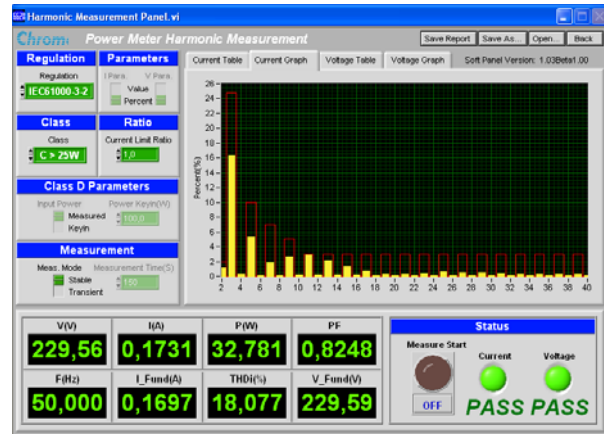 Harmonic Measurement Panel.vi
Chroma Power Meter Harmonic Measurement
Save Report Save As... Open... Back
Regulation Parameters
Current Table Current Graph Voltage Table Voltage Graph Soft Panel Version: 1.03Beta1.00
Regulation I Para. V Para.
IEC61000-3-2 Value
Percent
Class Ratio
Class Current Limit Ratio
C > 25W 1,0
Class D Parameters
Input Power Power Keyin(W)
Measured 100,0
Keyin
Measurement
Meas. Mode Measurement Time(S)
Stable 150
Transient
Percent(%)
26
24
22
20
18
16
14
12
10
8
6
4
2
0
2 4 6 8 10 12 14 16 18 20 22 24 26 28 30 32 34 36 38 40
V(V) I(A) P(W) PF
229,56 0,1731 32,781 0,8248
F(Hz) I_Fund(A) THDi(%) V_Fund(V)
50,000 0,1697 18,077 229,59
Status
Measure Start Current Voltage
OFF PASS PASS